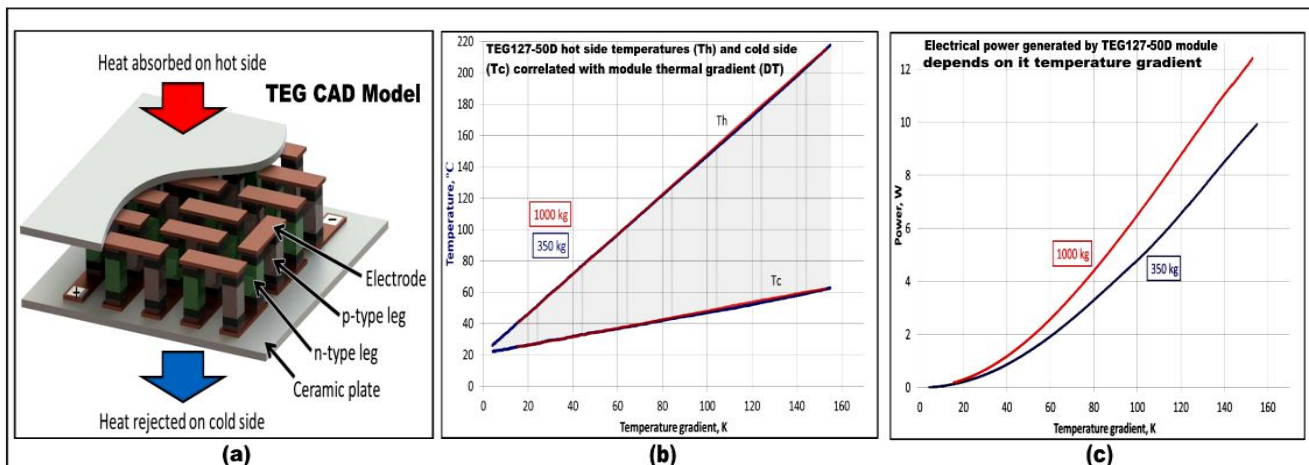 Heat absorbed on hot side
TEG CAD Model
+
-
Electrode
p-type leg
n-type leg
Ceramic plate
Heat rejected on cold side
(a)
TEG127-50D hot side temperatures (Th) and cold side
(Tc) correlated with module thermal gradient (DT)
Temperature, °C
220
200
180
160
140
120
100
80
60
40
20
0
Th
1000 kg
350 kg
Tc
0 20 40 60 80 100 120 140 160
Temperature gradient, K
(b)
Electrical power generated by TEG127-50D module
depends on it temperature gradient
Power, W
12
10
8
6
4
2
0
1000 kg
350 kg
0 20 40 60 80 100 120 140 160
Temperature gradient, K
(c)